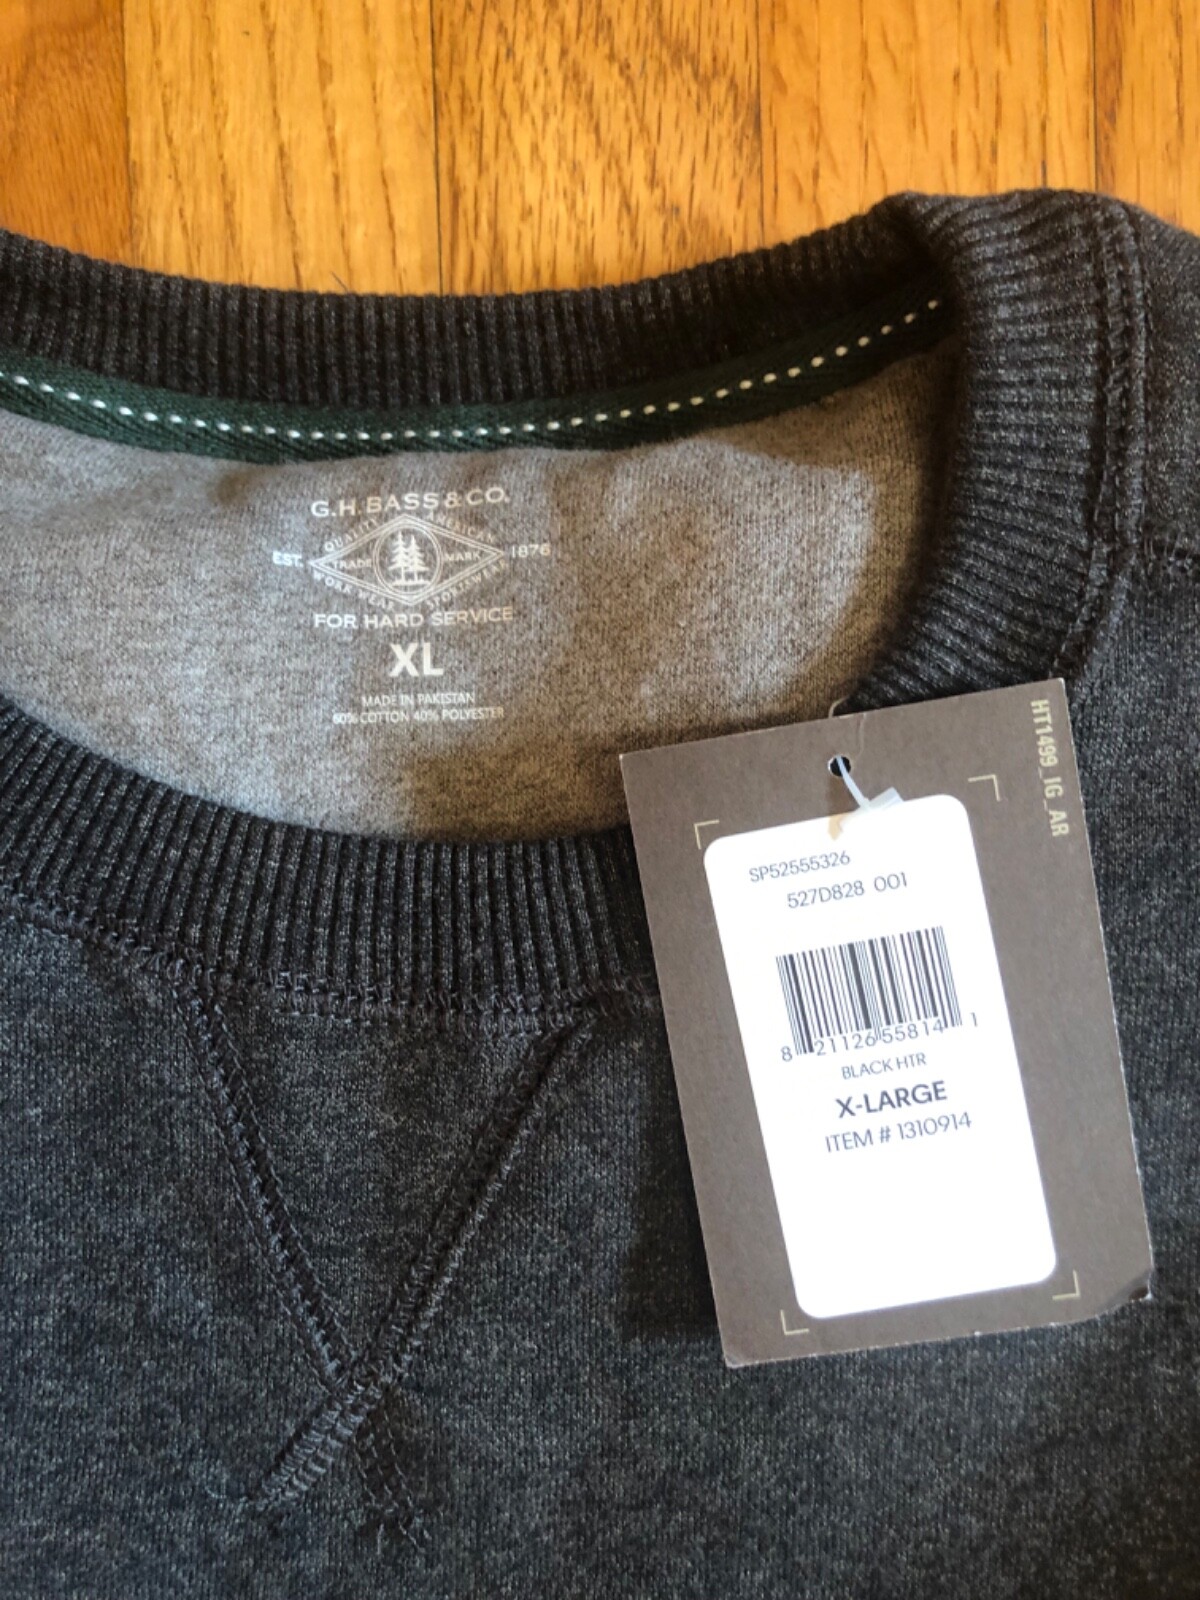 G.H.BASS & CO.
QUALITY AMERICAN
EST. TRADE MARK 1876
WORK WEAR SPORTSWEAR
FOR HARD SERVICE
XL
MADE IN PAKISTAN
60% COTTON 40% POLYESTER
HT1499_IG_AR
SP52555326
527D828 001
8 21126 55814 1
BLACK HTR
X-LARGE
ITEM # 1310914